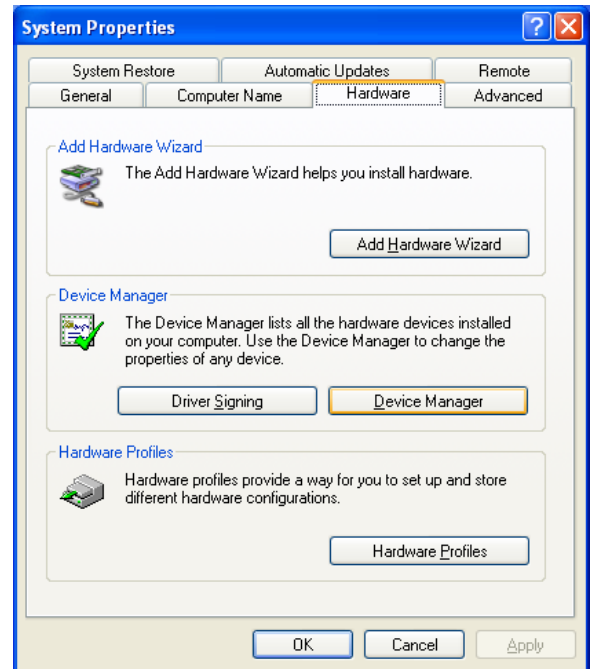 System Properties
System Restore
Automatic Updates
Remote
General
Computer Name
Hardware
Advanced
Add Hardware Wizard
The Add Hardware Wizard helps you install hardware.
Add Hardware Wizard
Device Manager
The Device Manager lists all the hardware devices installed
on your computer. Use the Device Manager to change the
properties of any device.
Driver Signing
Device Manager
Hardware Profiles
Hardware profiles provide a way for you to set up and store
different hardware configurations.
Hardware Profiles
OK
Cancel
Apply